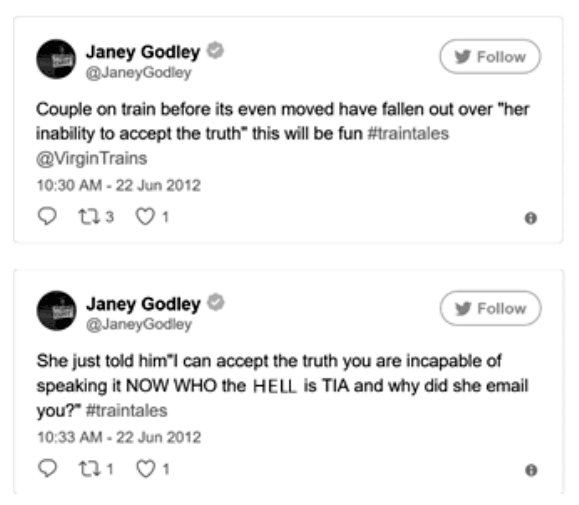 Janey Godley
@JaneyGodley
Follow
Couple on train before its even moved have fallen out over "her
inability to accept the truth" this will be fun #traintales
@VirginTrains
10:30 AM - 22 Jun 2012
3 1
Janey Godley
@JaneyGodley
Follow
She just told him"I can accept the truth you are incapable of
speaking it NOW WHO the HELL is TIA and why did she email
you?" #traintales
10:33 AM - 22 Jun 2012
1 1